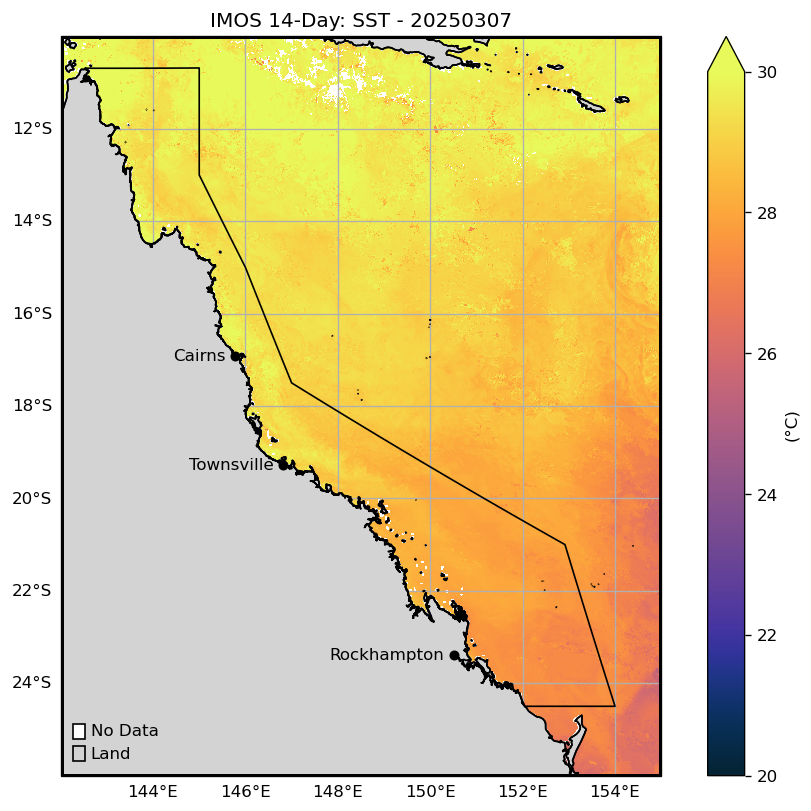 IMOS 14-Day: SST - 20250307
12°S
14°S
16°S
18°S
20°S
22°S
24°S
Cairns
Townsville
Rockhampton
No Data
Land
144°E 146°E 148°E 150°E 152°E 154°E
30
28
26
24
22
20
(°C)